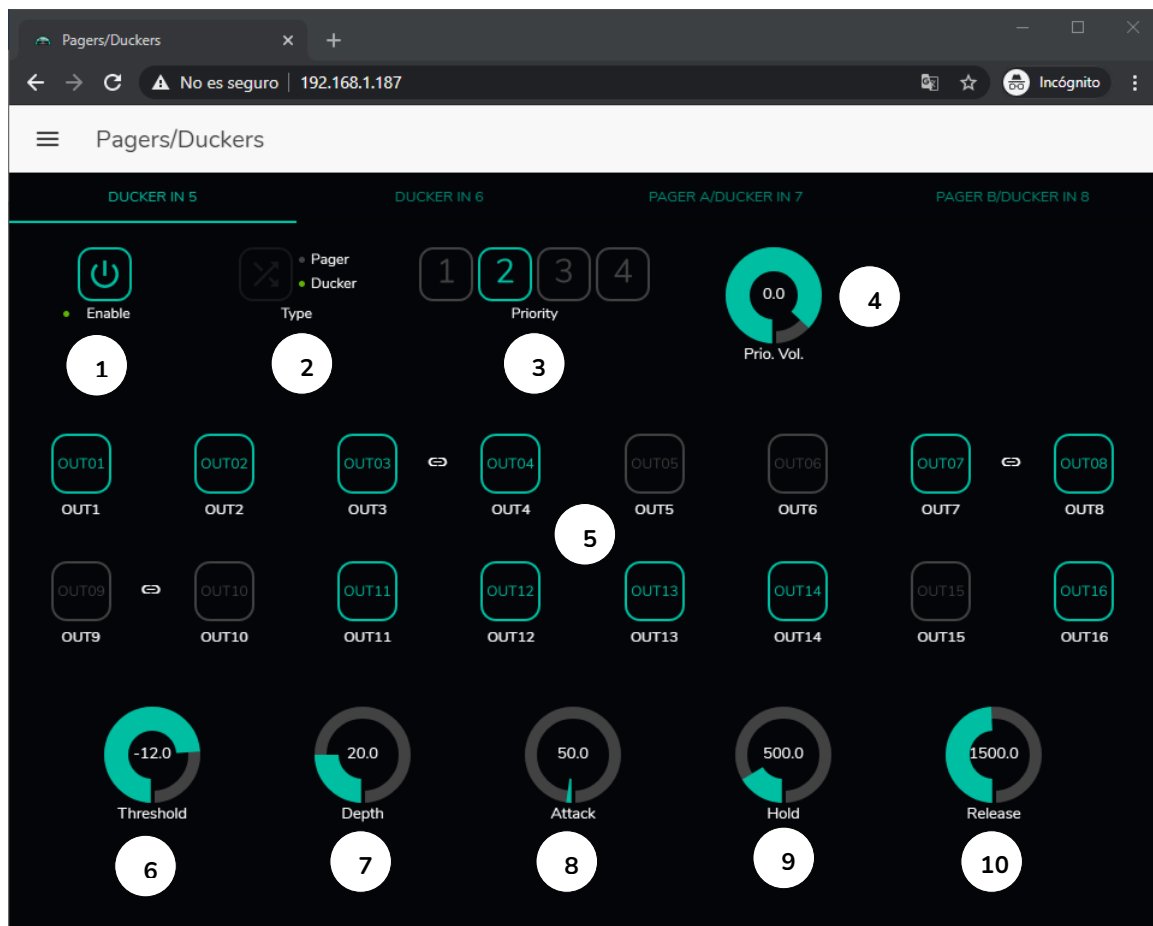 Pagers/Duckers
No es seguro | 192.168.1.187
Incógnito
Pagers/Duckers
DUCKER IN 5
DUCKER IN 6
PAGER A/DUCKER IN 7
PAGER B/DUCKER IN 8
Pager
Ducker
1 2 3 4
0.0
Enable
Type
Priority
Prio. Vol.
4
1
2
3
OUT01 OUT02 OUT03 OUT04 OUT05 OUT06 OUT07 OUT08
OUT1 OUT2 OUT3 OUT4 OUT5 OUT6 OUT7 OUT8
5
OUT09 OUT10 OUT11 OUT12 OUT13 OUT14 OUT15 OUT16
OUT9 OUT10 OUT11 OUT12 OUT13 OUT14 OUT15 OUT16
-12.0 20.0 50.0 500.0 1500.0
Threshold Depth Attack Hold Release
6 7 8 9 10